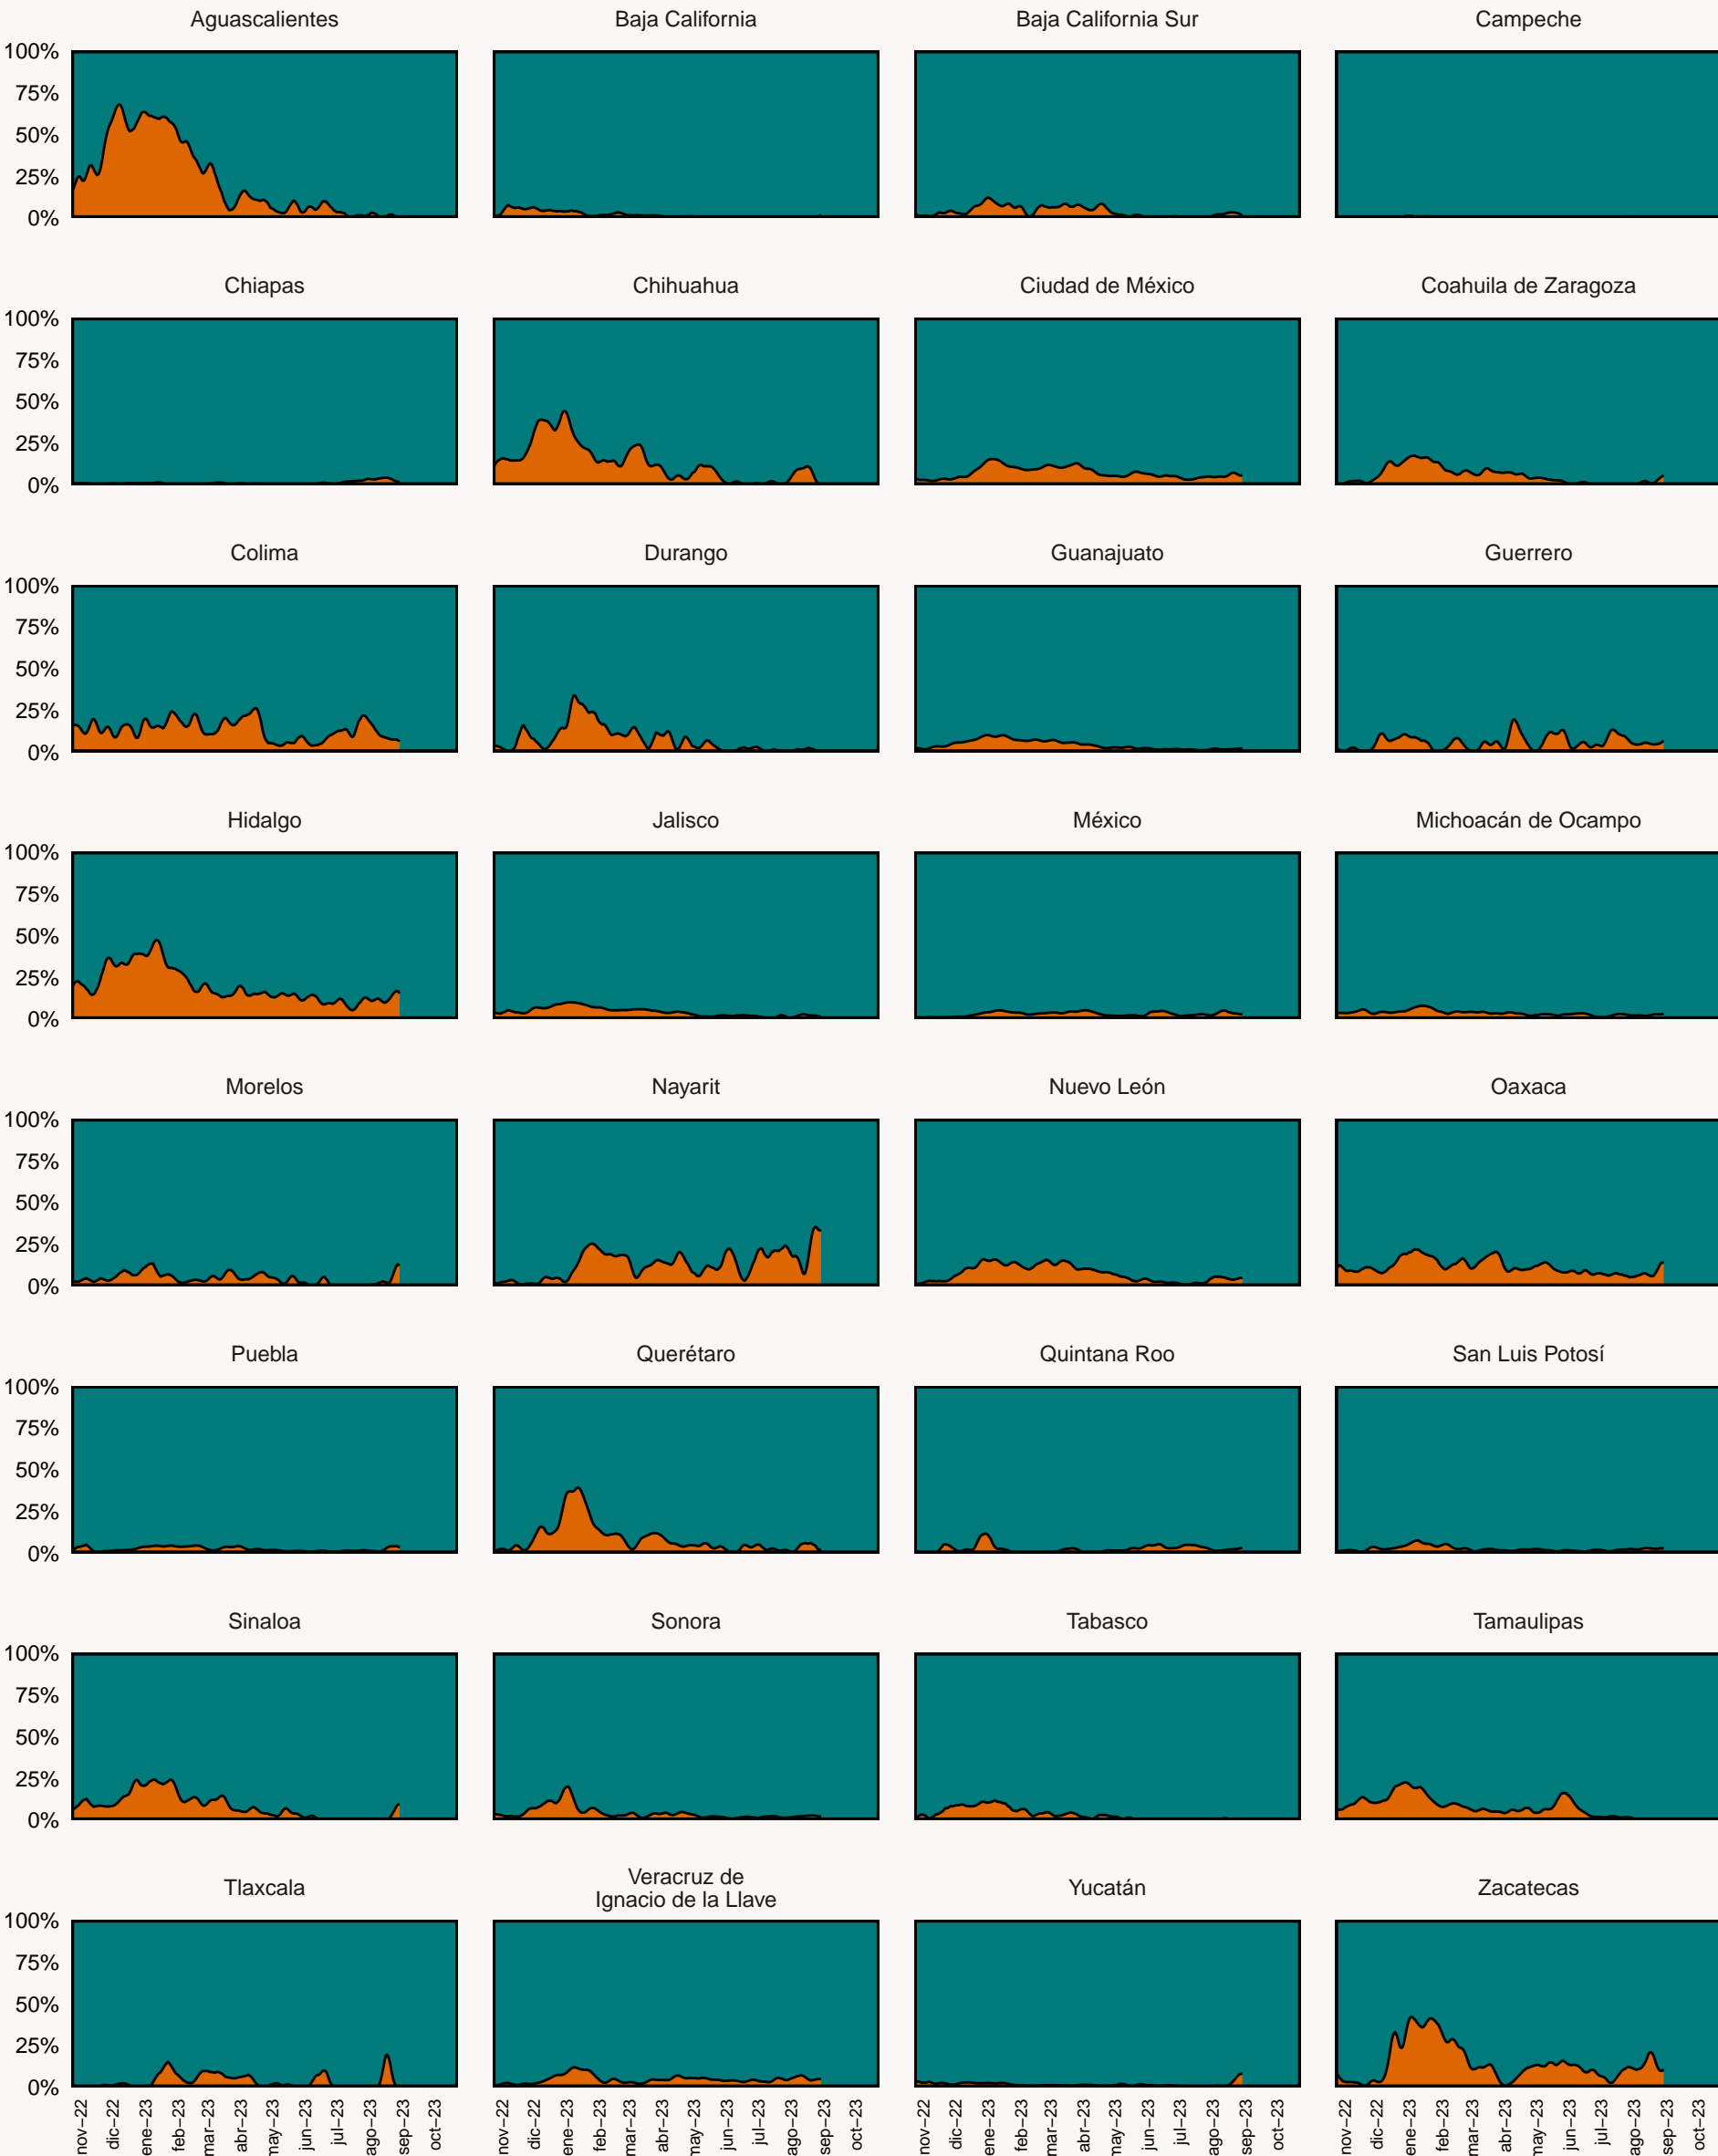 Aguascalientes
Baja California
Baja California Sur
Campeche
100%
75%
50%
25%
0%
Chiapas
Chihuahua
Ciudad de México
Coahuila de Zaragoza
100%
75%
50%
25%
0%
Colima
Durango
Guanajuato
Guerrero
100%
75%
50%
25%
0%
Hidalgo
Jalisco
México
Michoacán de Ocampo
100%
75%
50%
25%
0%
Morelos
Nayarit
Nuevo León
Oaxaca
100%
75%
50%
25%
0%
Puebla
Querétaro
Quintana Roo
San Luis Potosí
100%
75%
50%
25%
0%
Sinaloa
Sonora
Tabasco
Tamaulipas
100%
75%
50%
25%
0%
Tlaxcala
Veracruz de
Ignacio de la Llave
Yucatán
Zacatecas
100%
75%
50%
25%
0%
nov−22
dic−22
ene−23
feb−23
mar−23
abr−23
may−23
jun−23
jul−23
ago−23
sep−23
oct−23
nov−22
dic−22
ene−23
feb−23
mar−23
abr−23
may−23
jun−23
jul−23
ago−23
sep−23
oct−23
nov−22
dic−22
ene−23
feb−23
mar−23
abr−23
may−23
jun−23
jul−23
ago−23
sep−23
oct−23
nov−22
dic−22
ene−23
feb−23
mar−23
abr−23
may−23
jun−23
jul−23
ago−23
sep−23
oct−23